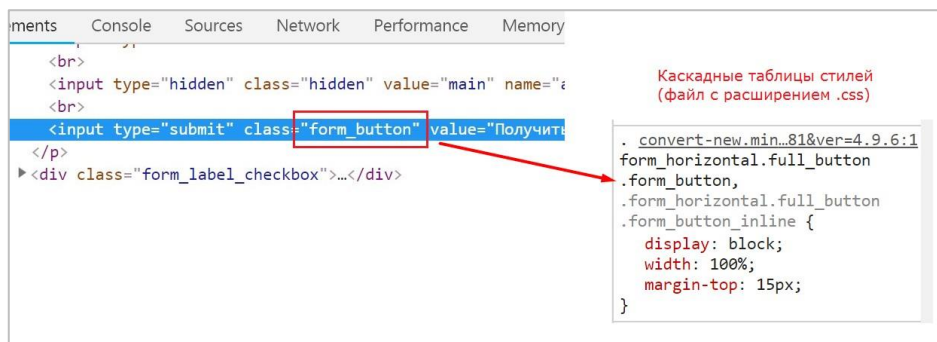 ements Console Sources Network Performance Memory
<br>
<input type="hidden" class="hidden" value="main" name="a
<br>
<input type="submit" class="form_button" value="Получить
</p>
▶<div class="form_label_checkbox">…</div>
Каскадные таблицы стилей
(файл с расширением .css)
. convert-new.min…81&ver=4.9.6:1
form_horizontal.full_button
.form_button,
.form_horizontal.full_button
.form_button_inline {
display: block;
width: 100%;
margin-top: 15px;
}